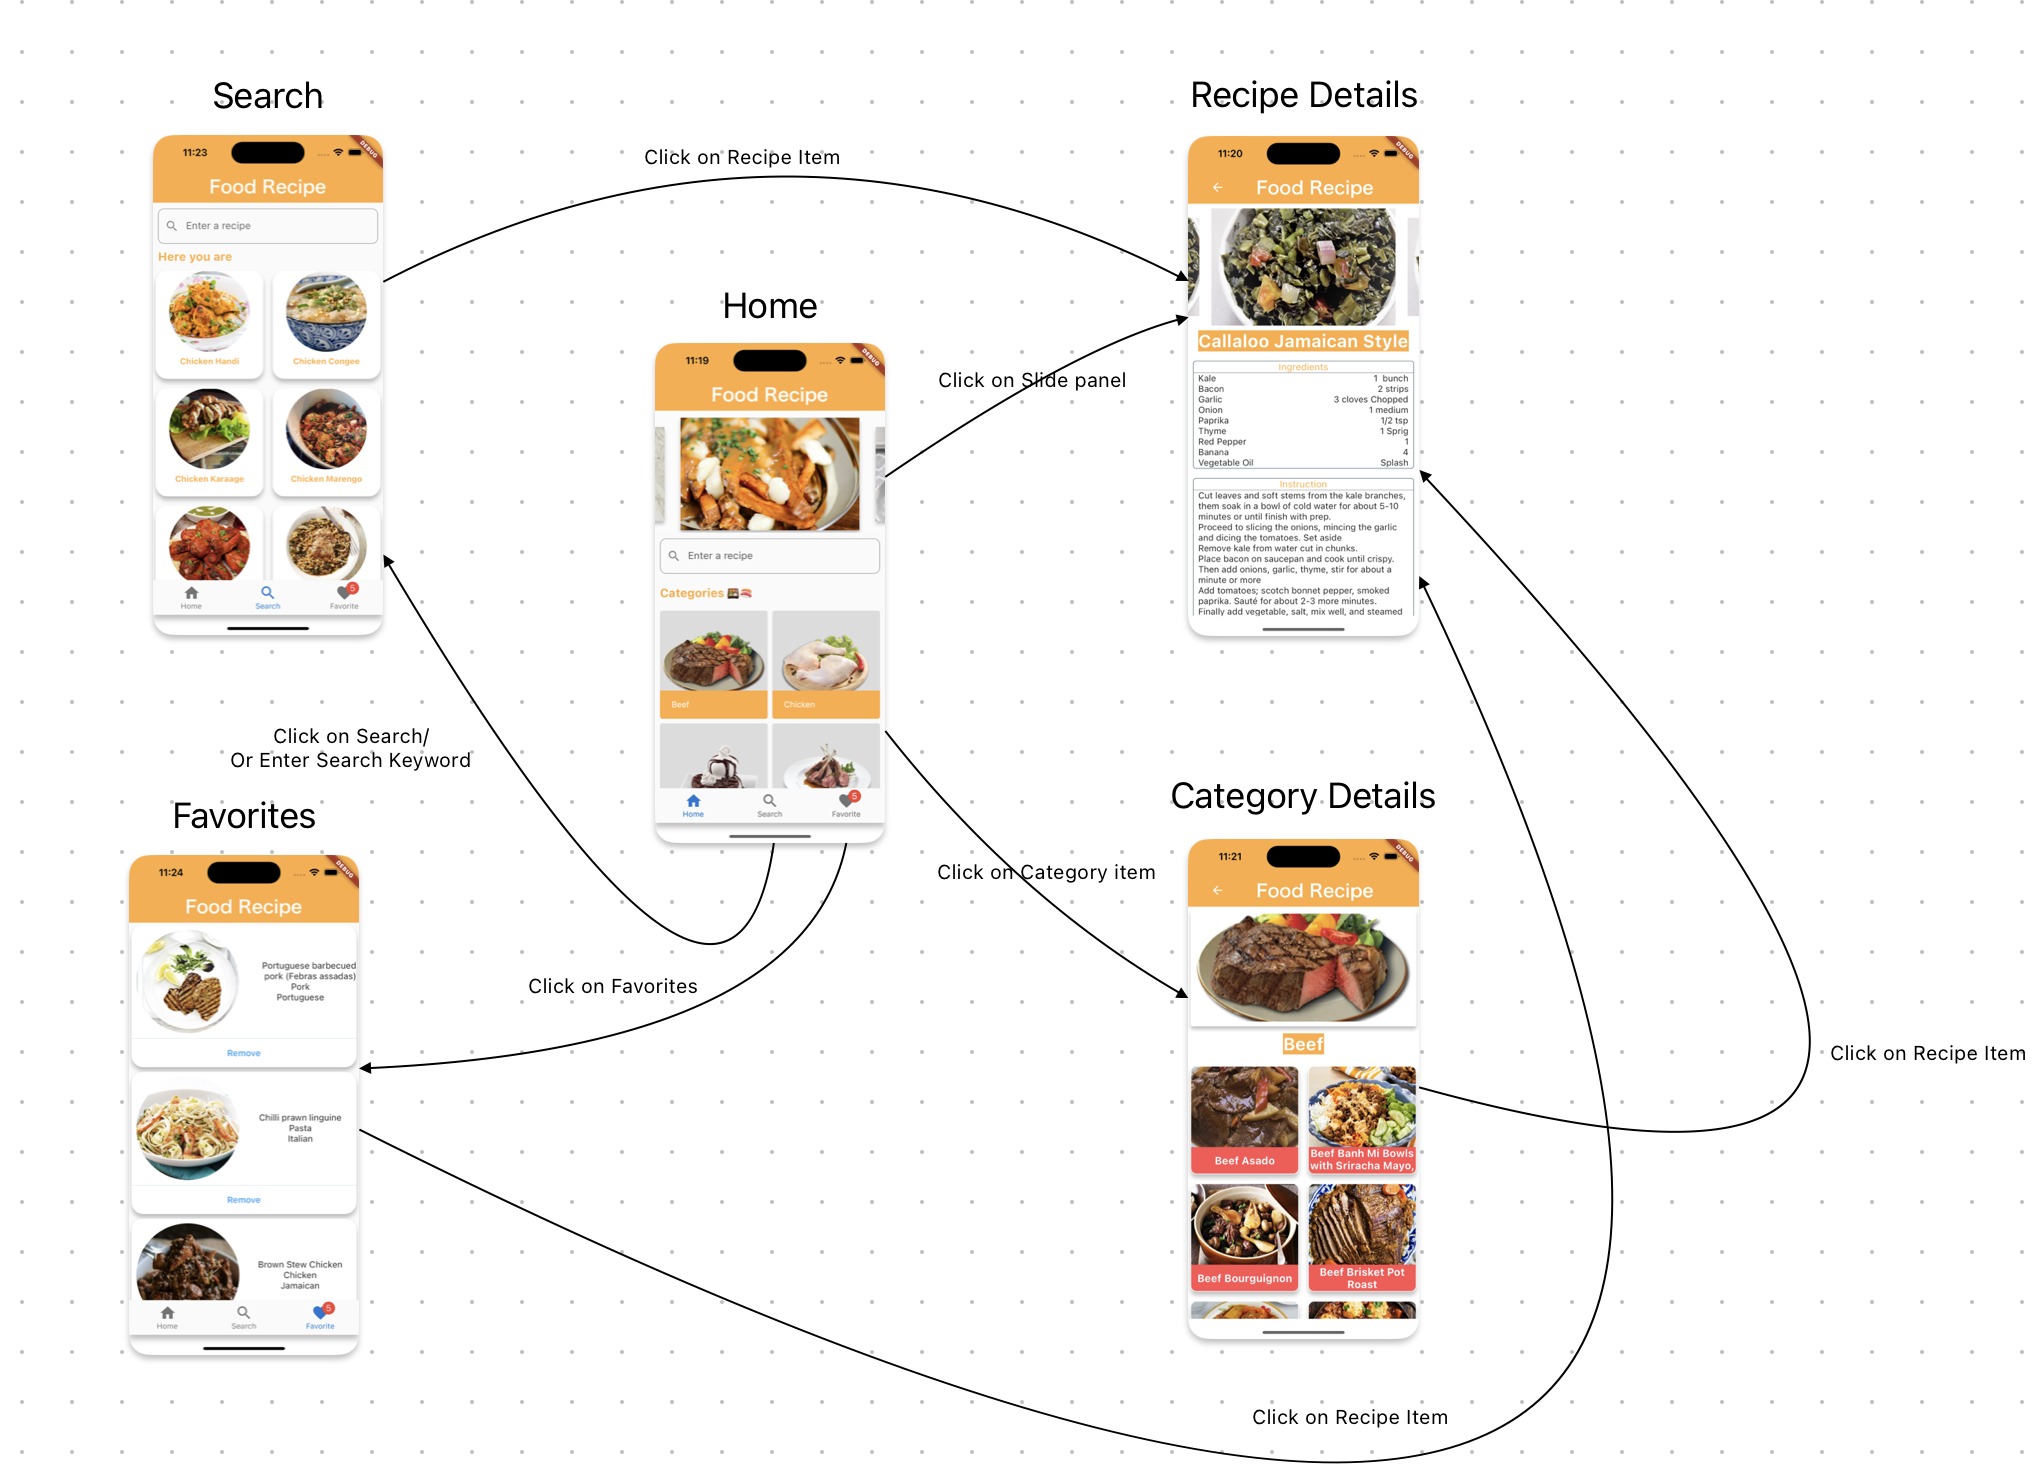 Search
11:23
DEBUG
Food Recipe
Enter a recipe
Here you are
Chicken Handi
Chicken Congee
Chicken Karaage
Chicken Marengo
Home
Search
Favorite
5
Click on Recipe Item
Recipe Details
11:20
DEBUG
Food Recipe
Callaloo Jamaican Style
Ingredients
Kale 1 bunch
Bacon 2 strips
Garlic 3 cloves Chopped
Onion 1 medium
Paprika 1/2 tsp
Thyme 1 Sprig
Red Pepper 1
Banana 4
Vegetable Oil Splash
Instruction
Cut leaves and soft stems from the kale branches,
them soak in a bowl of cold water for about 5-10
minutes or until finish with prep.
Proceed to slicing the onions, mincing the garlic
and dicing the tomatoes. Set aside
Remove kale from water cut in chunks.
Place bacon on saucepan and cook until crispy.
Then add onions, garlic, thyme, stir for about a
minute or more
Add tomatoes; scotch bonnet pepper, smoked
paprika. Sauté for about 2-3 more minutes.
Finally add vegetable, salt, mix well, and steamed
Home
11:19
DEBUG
Food Recipe
Enter a recipe
Categories
Beef
Chicken
Home
Search
Favorite
5
Click on Slide panel
Click on Search/
Or Enter Search Keyword
Click on Category item
Click on Favorites
Favorites
11:24
DEBUG
Food Recipe
Portuguese barbecued
pork (Febras assadas)
Pork
Portuguese
Remove
Chilli prawn linguine
Pasta
Italian
Remove
Brown Stew Chicken
Chicken
Jamaican
Home
Search
Favorite
5
Category Details
11:21
DEBUG
Food Recipe
Beef
Beef Asado
Beef Banh Mi Bowls
with Sriracha Mayo,
Beef Bourguignon
Beef Brisket Pot
Roast
Click on Recipe Item
Click on Recipe Item